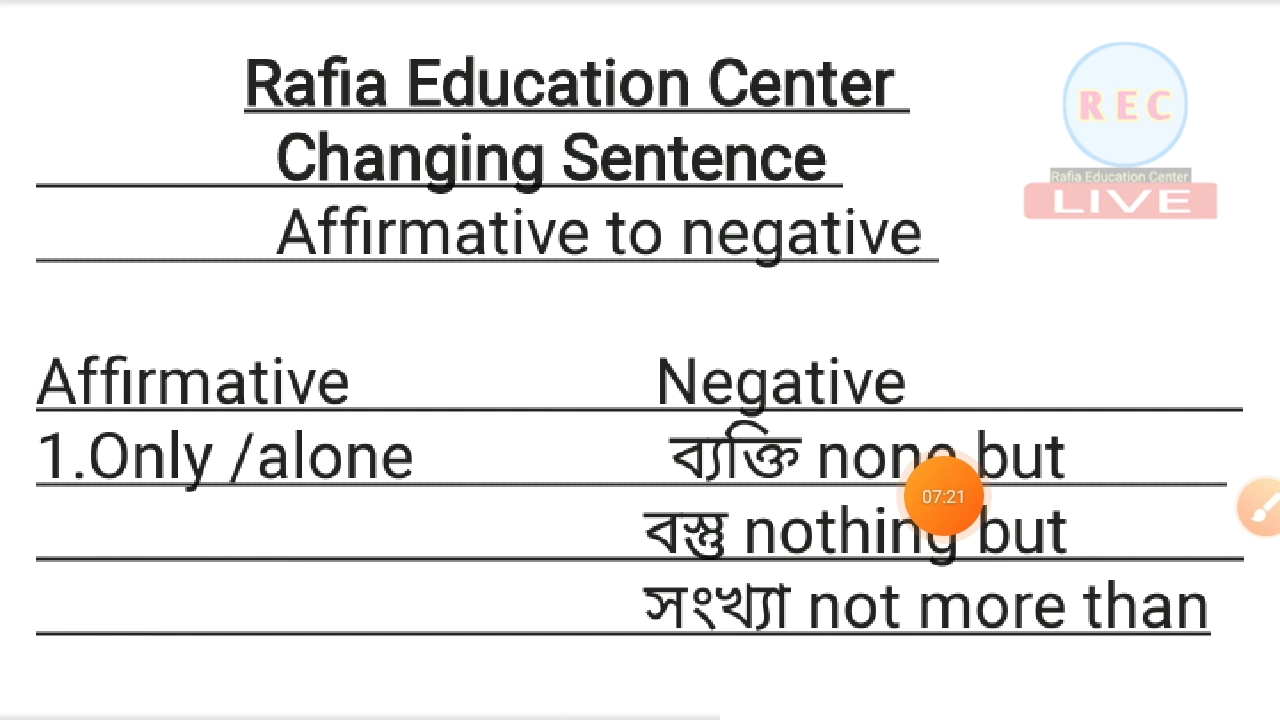 Rafia Education Center
Changing Sentence
Affirmative to negative
R E C
Rafia Education Center
LIVE
Affirmative Negative
1.Only /alone ব্যক্তি none but
07:21
বস্তু nothing but
সংখ্যা not more than